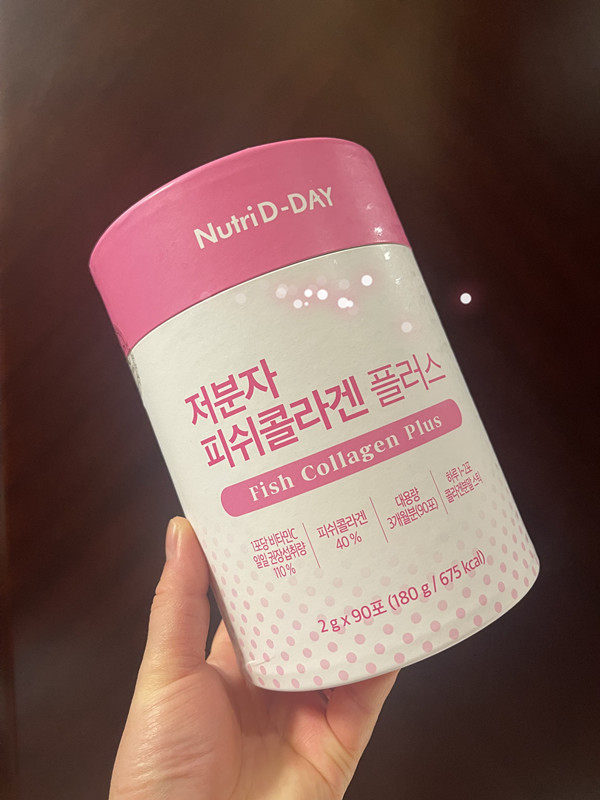 Nutri D-DAY
저분자
피쉬콜라겐 플러스
Fish Collagen Plus
1포당 비타민C
일일 권장섭취량
110 %
피쉬콜라겐
40 %
대용량
3개월분(90포)
하루 1~2포
콜라겐분말 스틱
2 g x 90포 (180 g / 675 kcal)